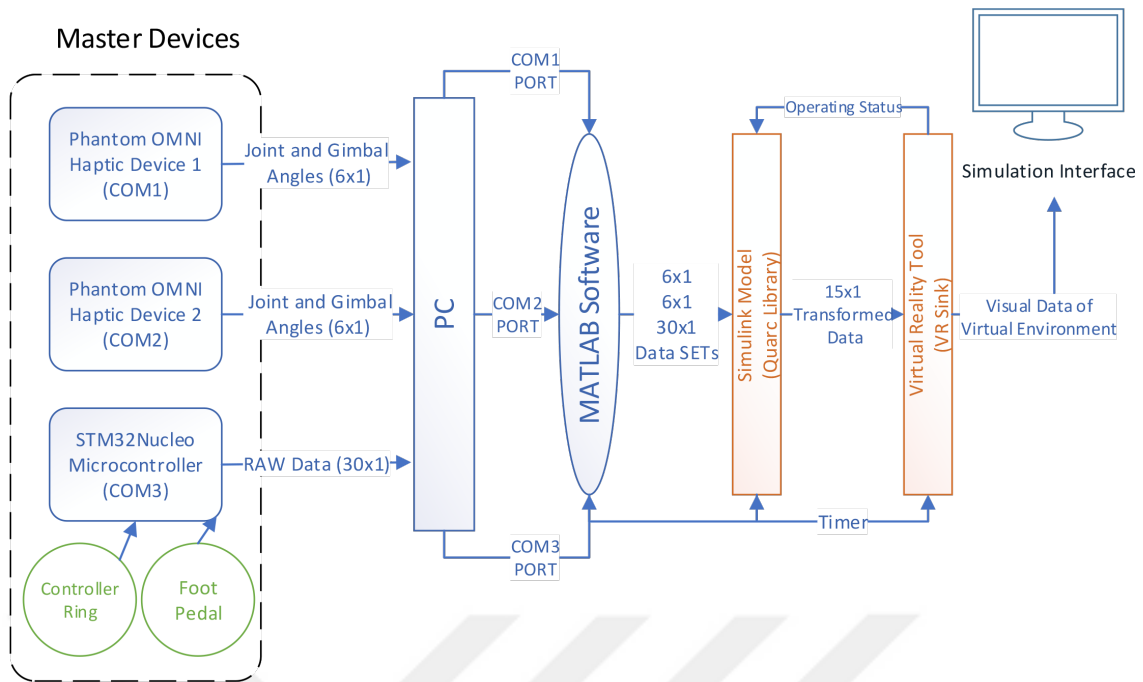 Master Devices
Phantom OMNI
Haptic Device 1
(COM1)
Joint and Gimbal
Angles (6x1)
Phantom OMNI
Haptic Device 2
(COM2)
Joint and Gimbal
Angles (6x1)
STM32Nucleo
Microcontroller
(COM3)
RAW Data (30x1)
Controller
Ring
Foot
Pedal
PC
COM1
PORT
COM2
PORT
COM3
PORT
MATLAB Software
6x1
6x1
30x1
Data SETs
Simulink Model
(Quarc Library)
Operating Status
15x1
Transformed
Data
Timer
Virtual Reality Tool
(VR Sink)
Visual Data of
Virtual Environment
Simulation Interface